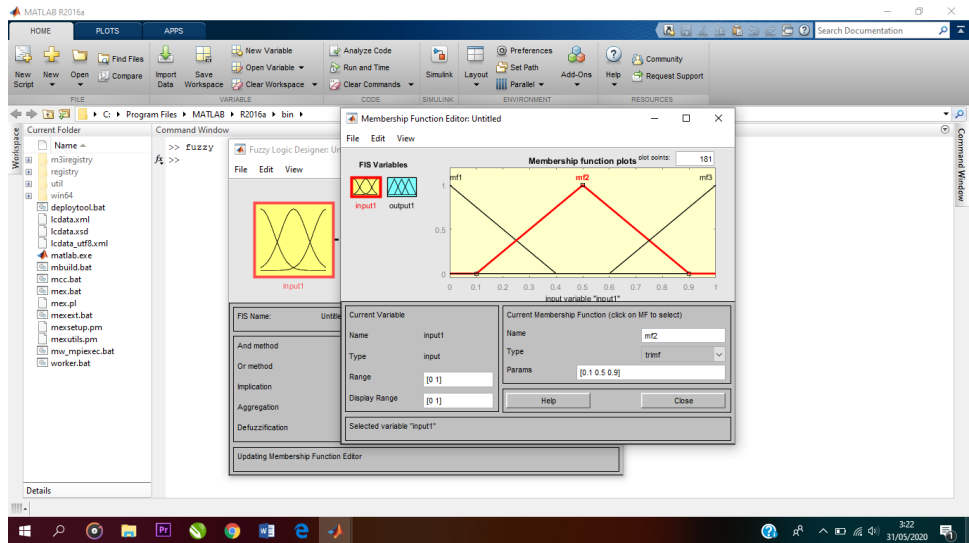 MATLAB R2016a
HOME PLOTS APPS
Search Documentation
New Script
New
Open
Find Files
Compare
Import Data
Save Workspace
New Variable
Open Variable
Clear Workspace
Analyze Code
Run and Time
Clear Commands
Simulink
Layout
Preferences
Set Path
Parallel
Add-Ons
Help
Community
Request Support
FILE VARIABLE CODE SIMULINK ENVIRONMENT RESOURCES
C: Program Files MATLAB R2016a bin
Current Folder
Workspace
Name
m3iregistry
registry
util
win64
deploytool.bat
lcdata.xml
lcdata.xsd
lcdata_utf8.xml
matlab.exe
mbuild.bat
mcc.bat
mex.bat
mex.pl
mexext.bat
mexsetup.pm
mexutils.pm
mw_mpiexec.bat
worker.bat
Details
Command Window
>> fuzzy
fx >>
Fuzzy Logic Designer: Un
File Edit View
input1
FIS Name: Untitle
And method
Or method
Implication
Aggregation
Defuzzification
Updating Membership Function Editor
Membership Function Editor: Untitled
File Edit View
FIS Variables
input1 output1
Membership function plots
plot points: 181
mf1 mf2 mf3
1
0.5
0
0 0.1 0.2 0.3 0.4 0.5 0.6 0.7 0.8 0.9 1
input variable "input1"
Current Variable
Name input1
Type input
Range [0 1]
Display Range [0 1]
Current Membership Function (click on MF to select)
Name mf2
Type trimf
Params [0.1 0.5 0.9]
Help Close
Selected variable "input1"
Command Window
3:22
31/05/2020